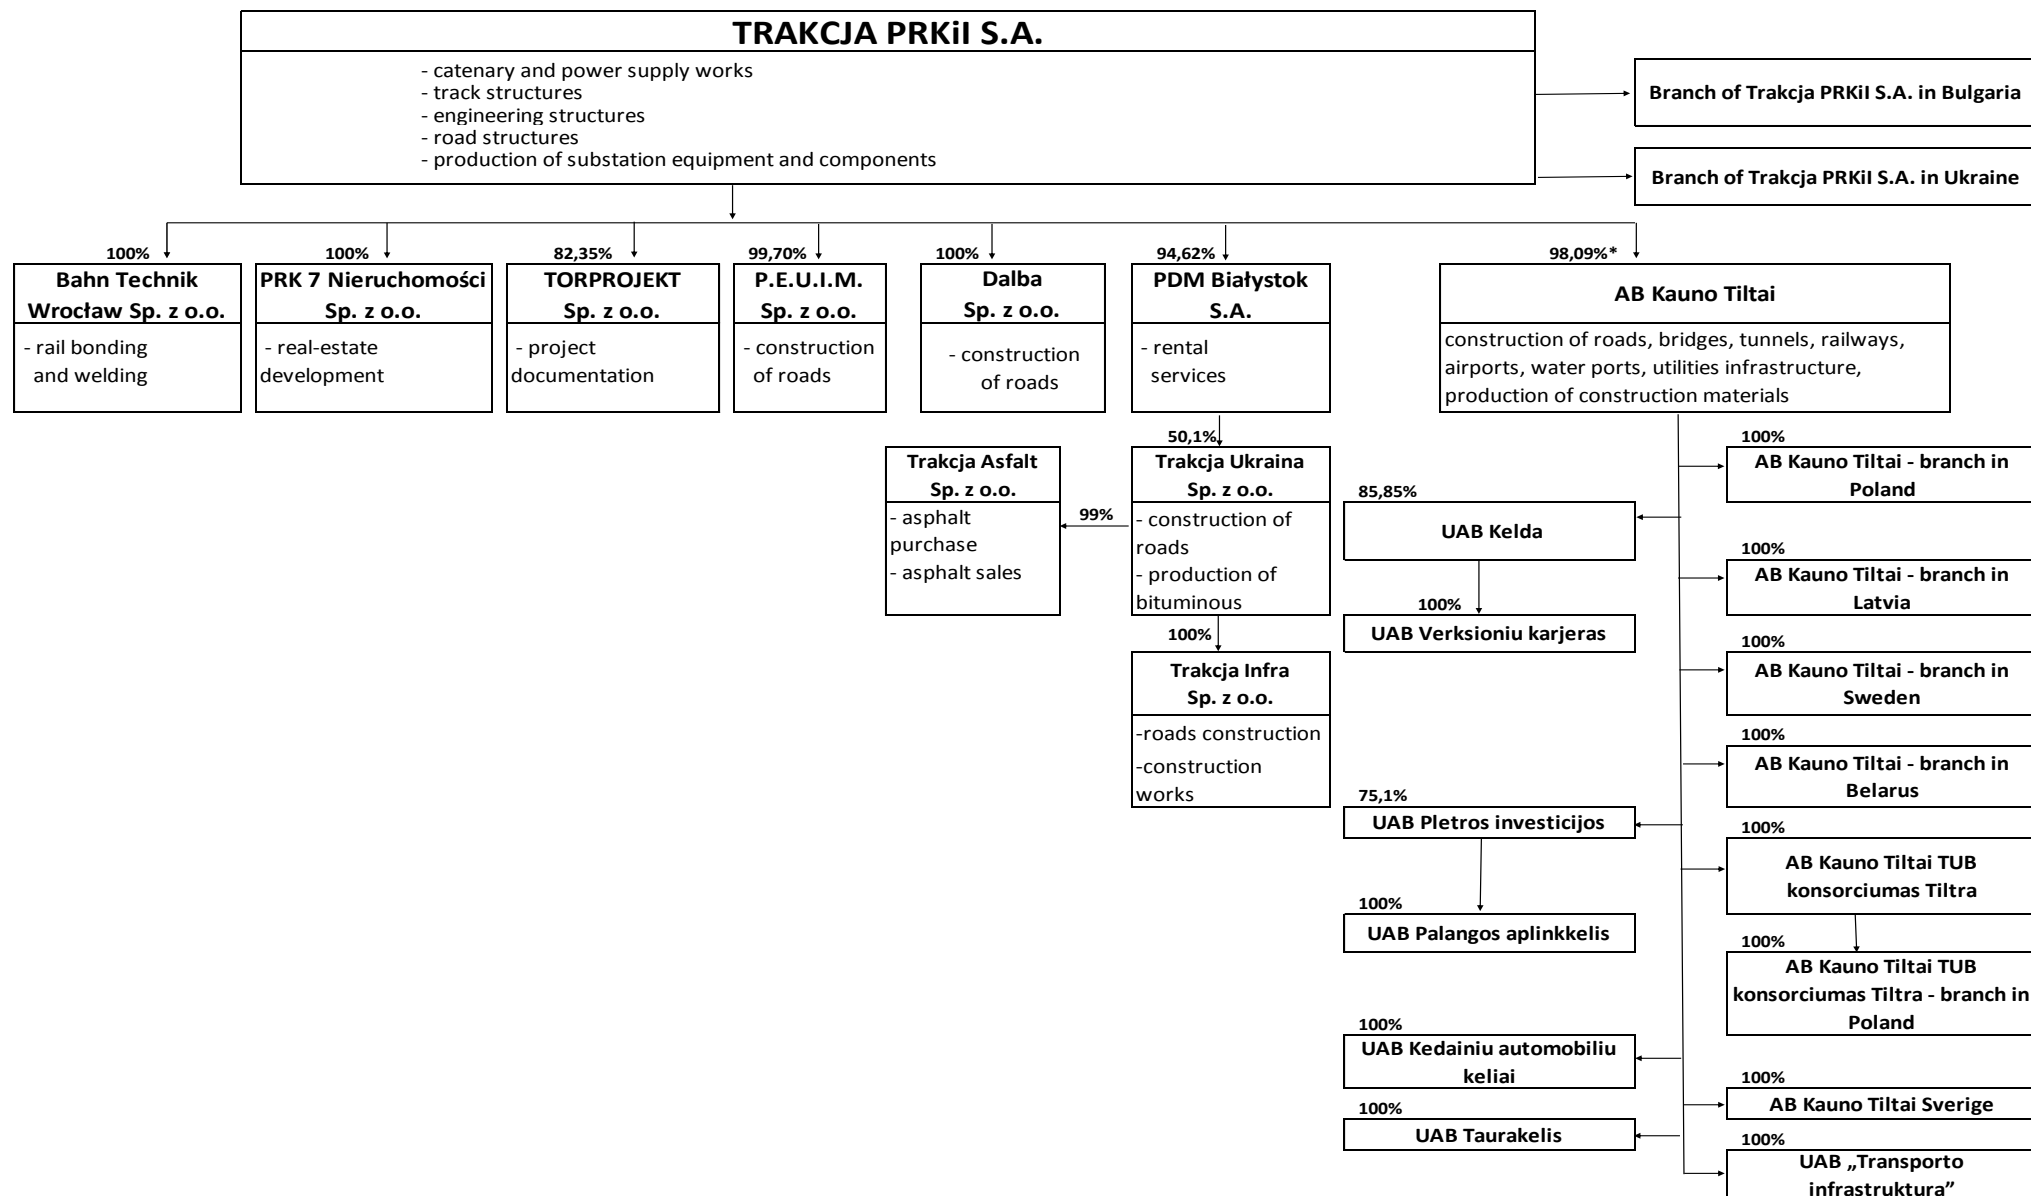 TRAKCJA PRKiI S.A.
- catenary and power supply works
- track structures
- engineering structures
- road structures
- production of substation equipment and components
Branch of Trakcja PRKiI S.A. in Bulgaria
Branch of Trakcja PRKiI S.A. in Ukraine
100%
Bahn Technik
Wrocław Sp. z o.o.
- rail bonding
and welding
100%
PRK 7 Nieruchomości
Sp. z o.o.
- real-estate
development
82,35%
TORPROJEKT
Sp. z o.o.
- project
documentation
99,70%
P.E.U.I.M.
Sp. z o.o.
- construction
of roads
100%
Dalba
Sp. z o.o.
- construction
of roads
94,62%
PDM Białystok
S.A.
- rental
services
98,09%*
AB Kauno Tiltai
construction of roads, bridges, tunnels, railways,
airports, water ports, utilities infrastructure,
production of construction materials
Trakcja Asfalt
Sp. z o.o.
- asphalt
purchase
- asphalt sales
99%
50,1%
Trakcja Ukraina
Sp. z o.o.
- construction of
roads
- production of
bituminous
100%
Trakcja Infra
Sp. z o.o.
-roads construction
-construction
works
85,85%
UAB Kelda
100%
UAB Verksioniu karjeras
75,1%
UAB Pletros investicijos
100%
UAB Palangos aplinkkelis
100%
UAB Kedainiu automobiliu
keliai
100%
UAB Taurakelis
100%
AB Kauno Tiltai - branch in
Poland
100%
AB Kauno Tiltai - branch in
Latvia
100%
AB Kauno Tiltai - branch in
Sweden
100%
AB Kauno Tiltai - branch in
Belarus
100%
AB Kauno Tiltai TUB
konsorciumas Tiltra
100%
AB Kauno Tiltai TUB
konsorciumas Tiltra - branch in
Poland
100%
AB Kauno Tiltai Sverige
100%
UAB „Transporto
infrastruktura”